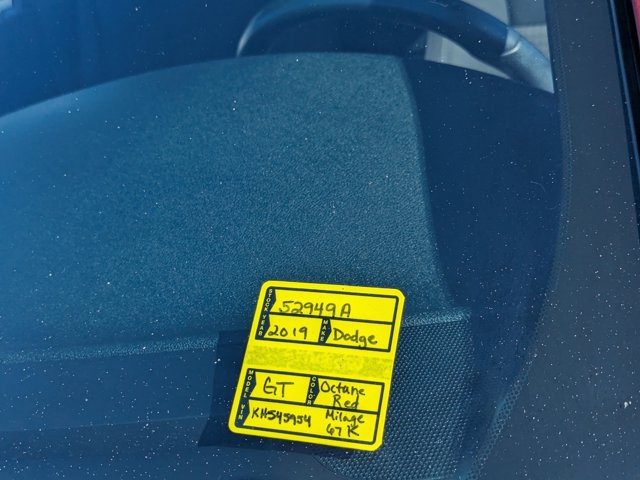 STOCK 52949A
YEAR 2019 MAKE Dodge
MODEL GT COLOR Octane Red
VIN KH545954 Milage 67K